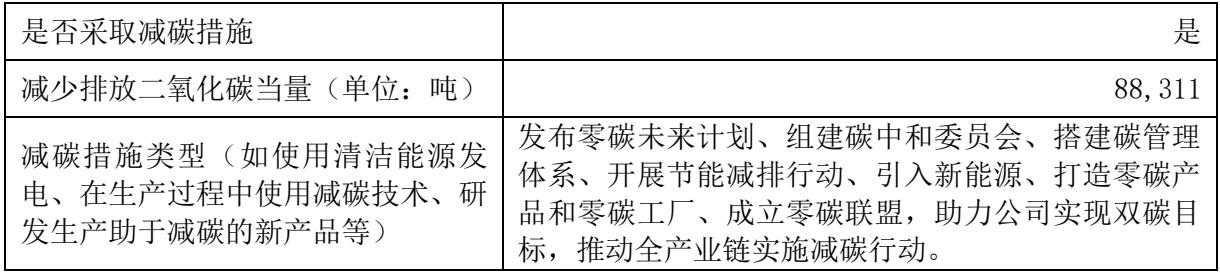 是否采取减碳措施
是
减少排放二氧化碳当量（单位：吨）
88,311
减碳措施类型（如使用清洁能源发
电、在生产过程中使用减碳技术、研
发生产助于减碳的新产品等）
发布零碳未来计划、组建碳中和委员会、搭建碳管理
体系、开展节能减排行动、引入新能源、打造零碳产
品和零碳工厂、成立零碳联盟，助力公司实现双碳目
标，推动全产业链实施减碳行动。